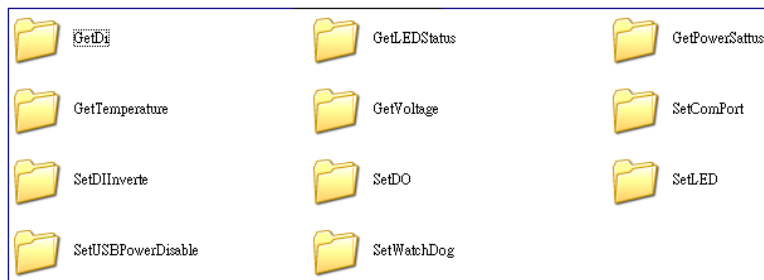 GetDi
GetLEDStatus
GetPowerSattus
GetTemperature
GetVoltage
SetComPort
SetDIInverte
SetDO
SetLED
SetUSBPowerDisable
SetWatchDog